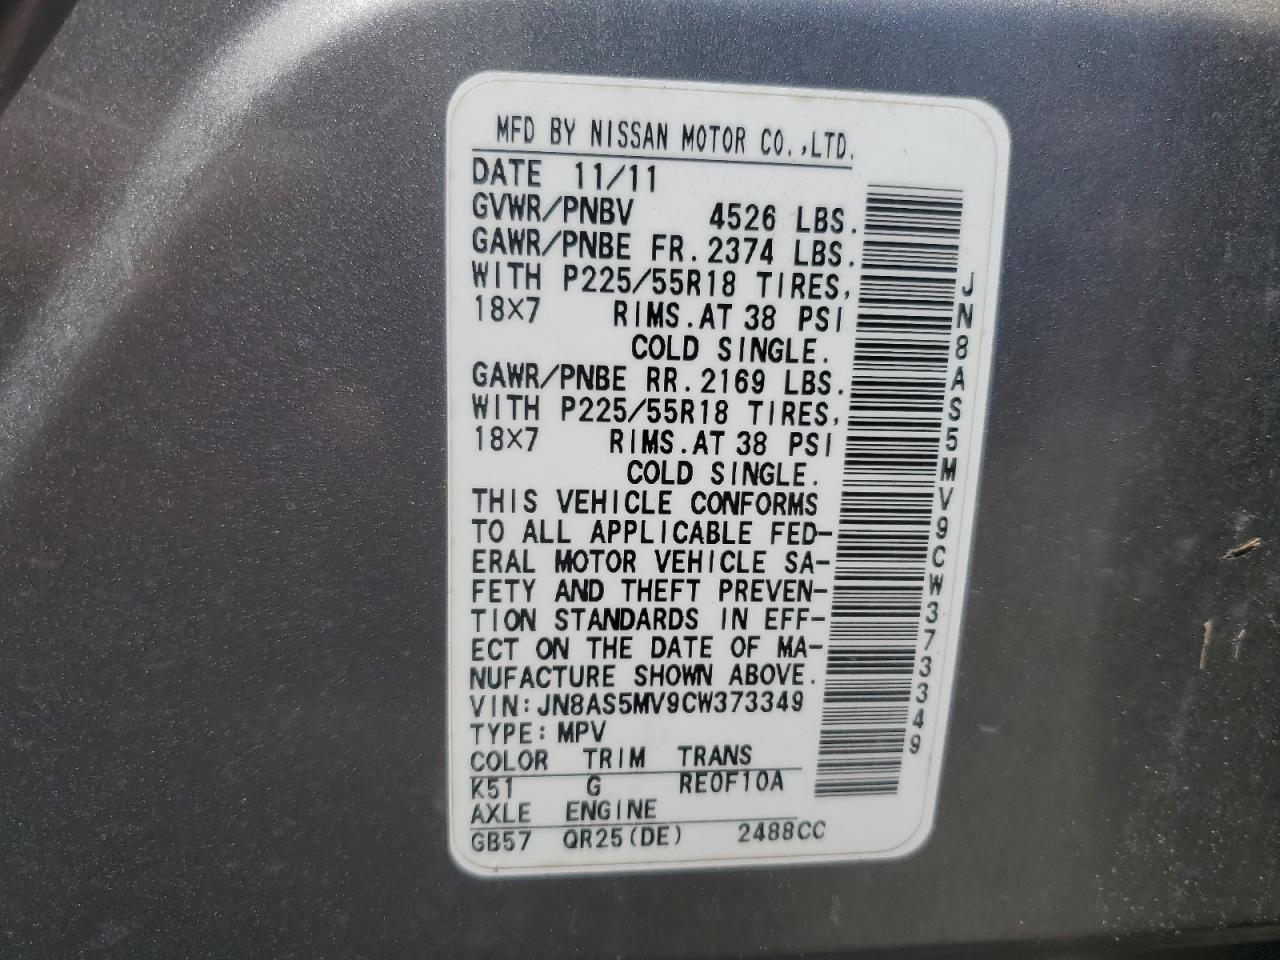 MFD BY NISSAN MOTOR CO.,LTD.
DATE 11/11
GVWR/PNBV 4526 LBS.
GAWR/PNBE FR.2374 LBS.
WITH P225/55R18 TIRES,
18X7 RIMS.AT 38 PSI
COLD SINGLE.
GAWR/PNBE RR.2169 LBS.
WITH P225/55R18 TIRES,
18X7 RIMS.AT 38 PSI
COLD SINGLE.
THIS VEHICLE CONFORMS
TO ALL APPLICABLE FED-
ERAL MOTOR VEHICLE SA-
FETY AND THEFT PREVEN-
TION STANDARDS IN EFF-
ECT ON THE DATE OF MA-
NUFACTURE SHOWN ABOVE.
VIN:JN8AS5MV9CW373349
TYPE:MPV
COLOR TRIM TRANS
K51 G RE0F10A
AXLE ENGINE
GB57 QR25(DE) 2488CC
JN8AS5MV9CW373349